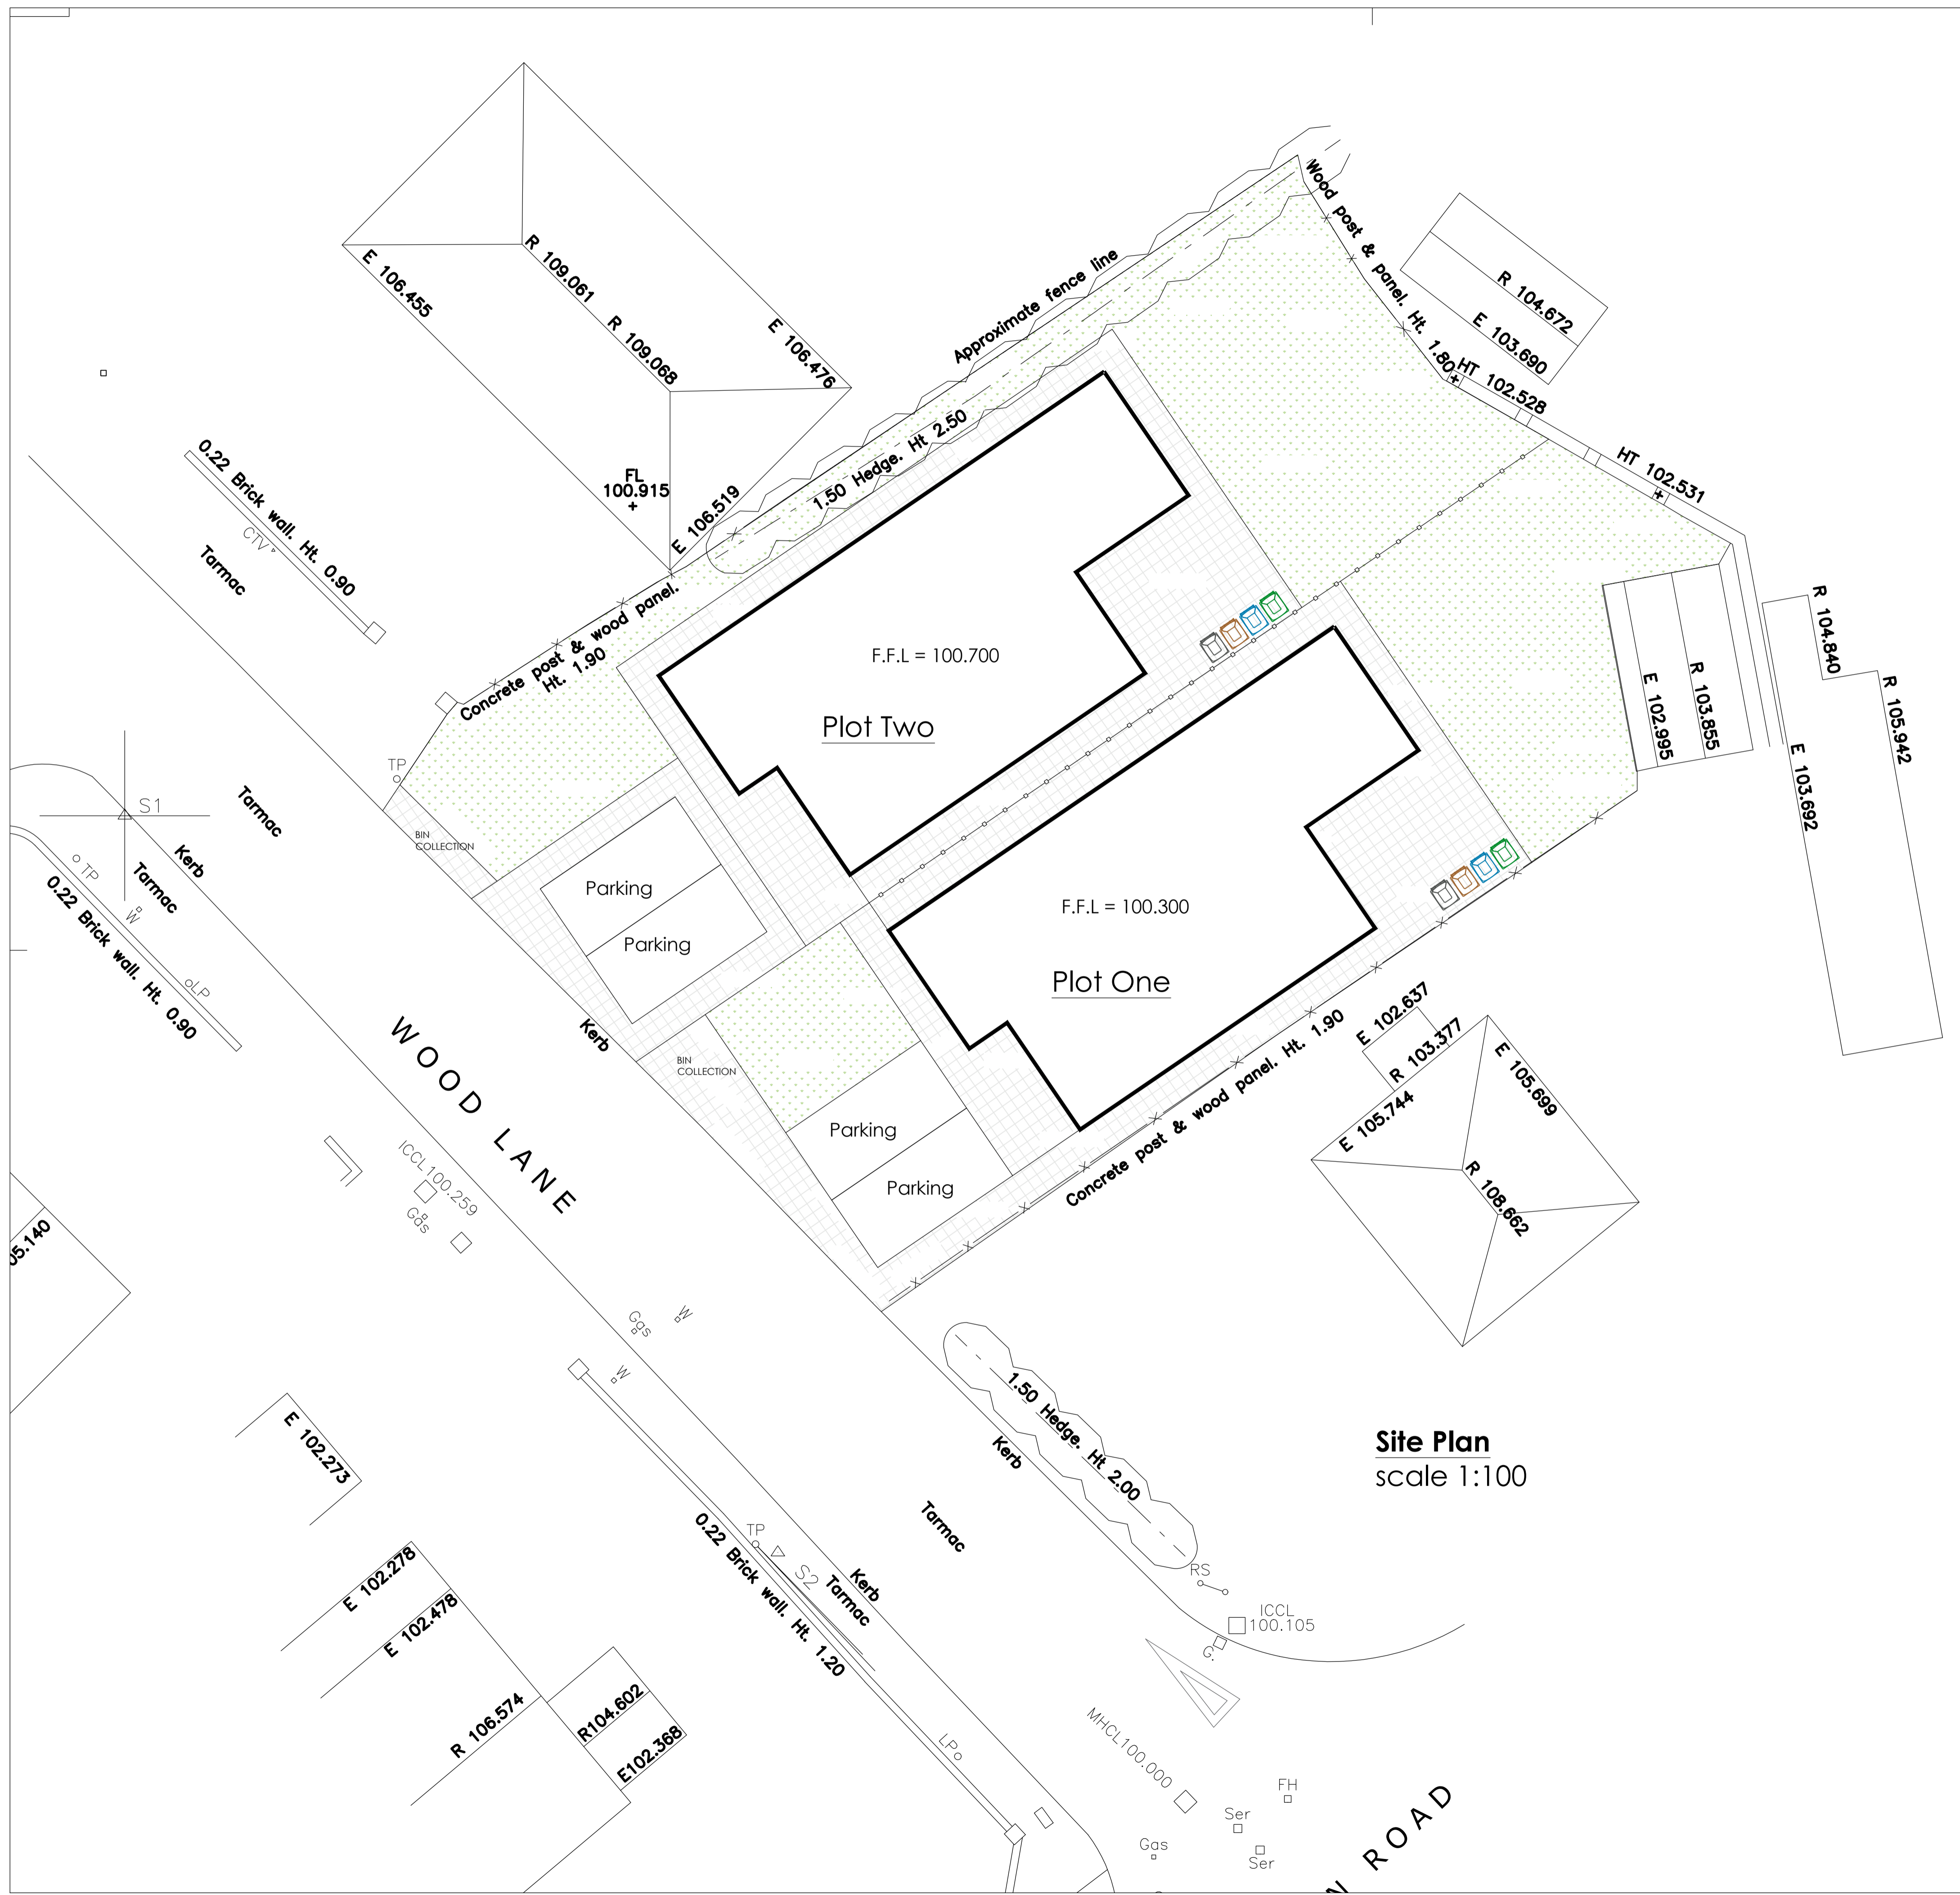 Wood post & panel. Ht. 1.80
R 104.672
E 103.690
HT 102.528
HT 102.531
Approximate fence line
R 109.061
R 109.068
E 106.455
E 106.476
E 106.519
FL
100.915
1.50 Hedge. Ht 2.50
0.22 Brick wall. Ht. 0.90
CTV
Tarmac
Concrete post & wood panel.
Ht. 1.90
F.F.L = 100.700
Plot Two
R 104.840
R 105.942
E 102.995
R 103.855
E 103.692
TP
S1
BIN
COLLECTION
Tarmac
Kerb
Tarmac
TP
W
LP
0.22 Brick wall. Ht. 0.90
Parking
Parking
F.F.L = 100.300
Plot One
Kerb
WOOD LANE
BIN
COLLECTION
Parking
Parking
E 102.637
R 103.377
E 105.744
E 105.699
R 108.662
Concrete post & wood panel. Ht. 1.90
ICCL100.259
Gas
05.140
Gas
W
W
E 102.273
1.50 Hedge. Ht 2.00
Kerb
Site Plan
scale 1:100
Tarmac
TP
S2
Kerb
Tarmac
0.22 Brick wall. Ht. 1.20
E 102.278
E 102.478
R 106.574
R104.602
E102.368
RS
ICCL
100.105
G.
MHCL100.000
LP
FH
Ser
Gas
Ser
N ROAD